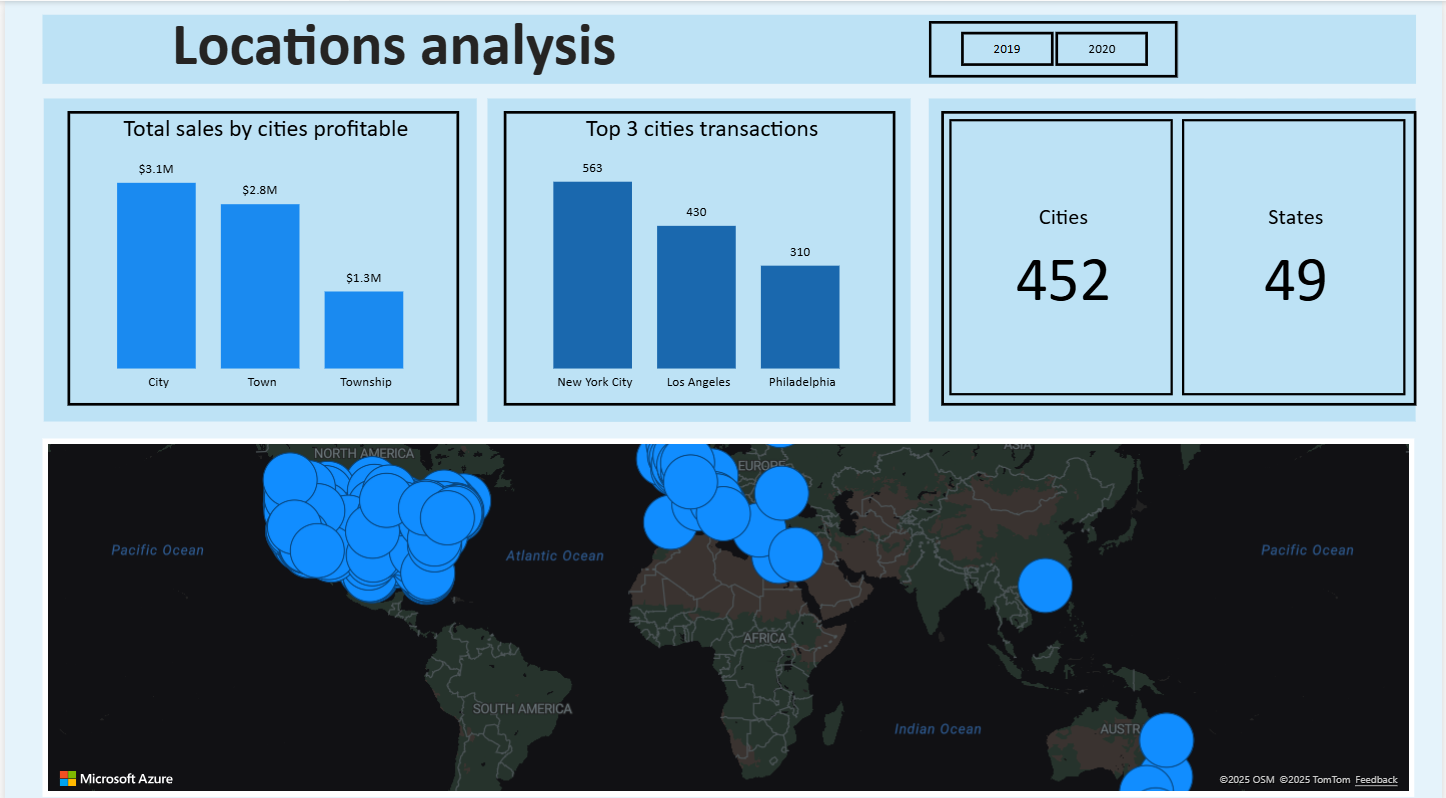 Locations analysis
2019
2020
Total sales by cities profitable
$3.1M
$2.8M
$1.3M
City
Town
Township
Top 3 cities transactions
563
430
310
New York City
Los Angeles
Philadelphia
Cities
452
States
49
NORTH AMERICA
EUROPE
ASIA
Pacific Ocean
Atlantic Ocean
Pacific Ocean
AFRICA
SOUTH AMERICA
Indian Ocean
AUSTR
Microsoft Azure
©2025 OSM ©2025 TomTom Feedback